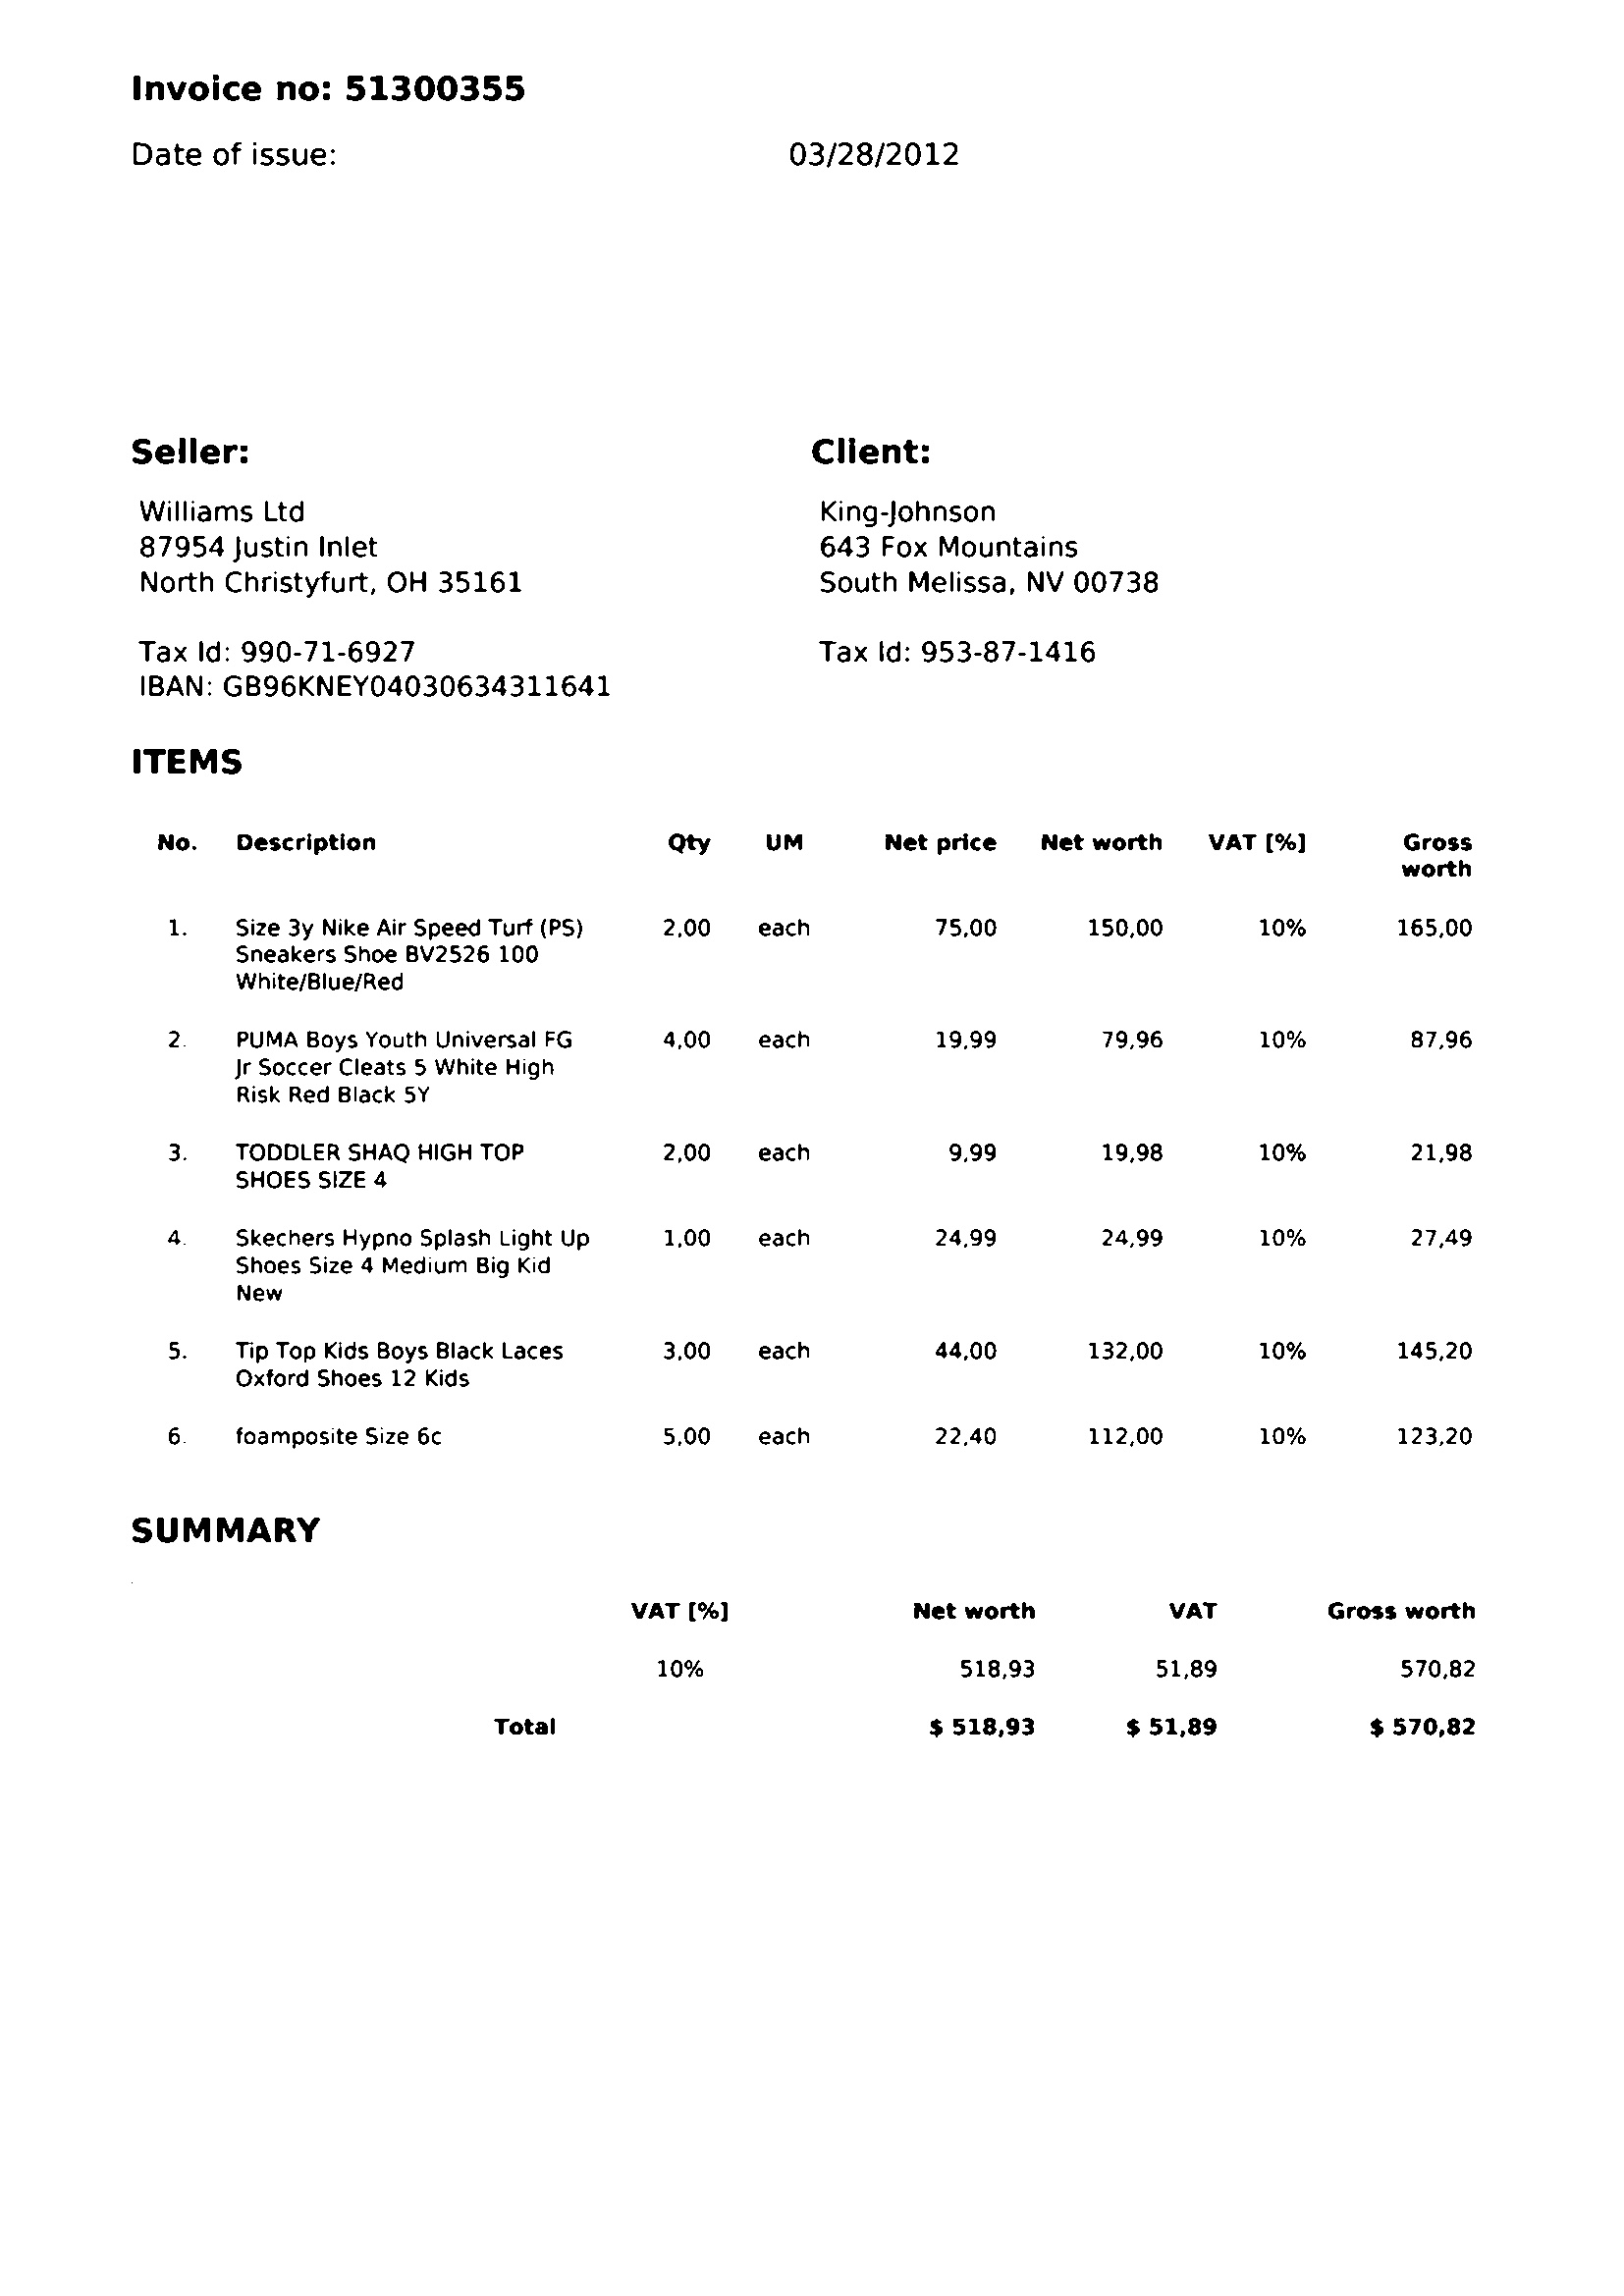 Invoice no: 51300355
Date of issue: 03/28/2012
Seller: Client:
Williams Ltd King-Johnson
87954 Justin Inlet 643 Fox Mountains
North Christyfurt, OH 35161 South Melissa, NV 00738
Tax Id: 990-71-6927 Tax Id: 953-87-1416
IBAN: GB96KNEY04030634311641
ITEMS
No. Description Qty UM Net price Net worth VAT [%] Gross
worth
1. Size 3y Nike Air Speed Turf (PS) 2,00 each 75,00 150,00 10% 165,00
Sneakers Shoe BV2526 100
White/Blue/Red
2. PUMA Boys Youth Universal FG 4,00 each 19,99 79,96 10% 87,96
Jr Soccer Cleats 5 White High
Risk Red Black 5Y
3. TODDLER SHAQ HIGH TOP 2,00 each 9,99 19,98 10% 21,98
SHOES SIZE 4
4. Skechers Hypno Splash Light Up 1,00 each 24,99 24,99 10% 27,49
Shoes Size 4 Medium Big Kid
New
5. Tip Top Kids Boys Black Laces 3,00 each 44,00 132,00 10% 145,20
Oxford Shoes 12 Kids
6. foamposite Size 6c 5,00 each 22,40 112,00 10% 123,20
SUMMARY
VAT [%] Net worth VAT Gross worth
10% 518,93 51,89 570,82
Total $ 518,93 $ 51,89 $ 570,82